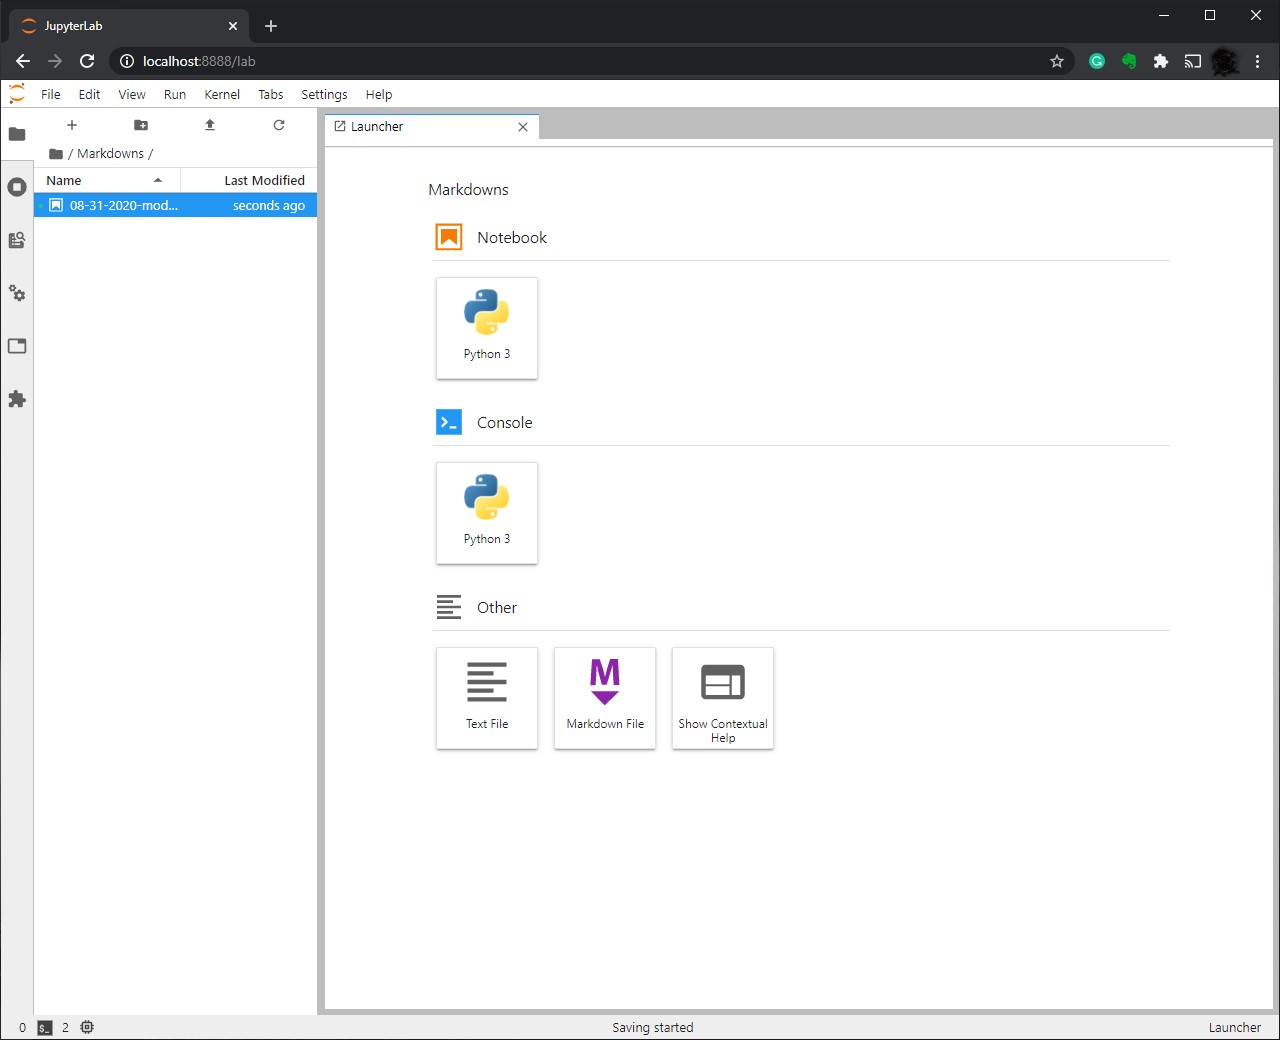 JupyterLab
localhost:8888/lab
File Edit View Run Kernel Tabs Settings Help
/ Markdowns /
Name Last Modified
08-31-2020-mod... seconds ago
Launcher
Markdowns
Notebook
Python 3
Console
Python 3
Other
Text File
Markdown File
Show Contextual
Help
0 $_ 2 Saving started Launcher